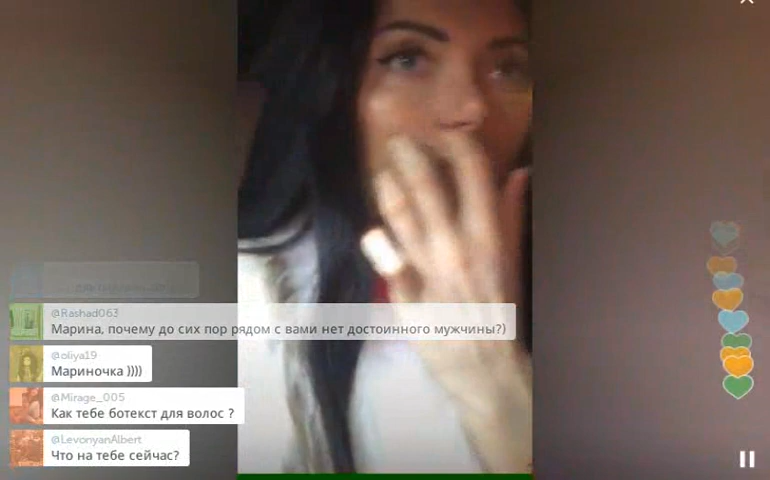 @Rashad063
Марина, почему до сих пор рядом с вами нет достоинного мужчины?)
@oliya19
Мариночка ))))
@Mirage_005
Как тебе ботекст для волос ?
@LevonyanAlbert
Что на тебе сейчас?